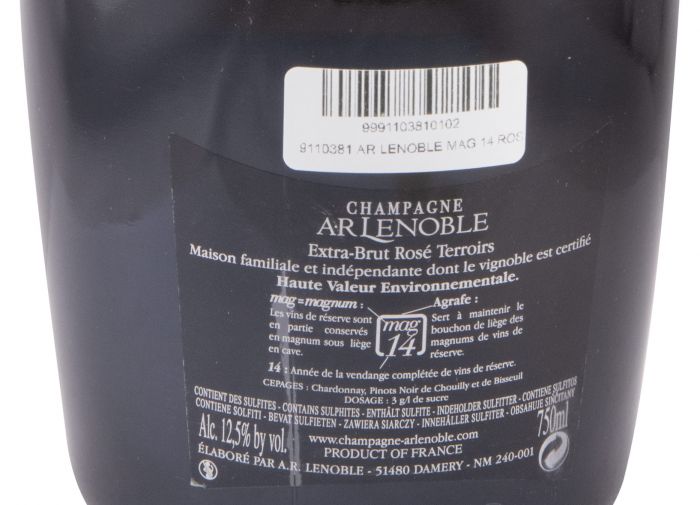 9991103810102
9110381 AR LENOBLE MAG 14 ROS
CHAMPAGNE
AR LENOBLE
Extra-Brut Rosé Terroirs
Maison familiale et indépendante dont le vignoble est certifié
Haute Valeur Environnementale.
mag=magnum :
Les vins de réserve sont
en partie conservés
en magnum sous liège
en cave.
mag
14
Agrafe :
Sert à maintenir le
bouchon de liège des
magnums de vins de
réserve.
14 : Année de la vendange complétée de vins de réserve.
CEPAGES : Chardonnay, Pinots Noir de Chouilly et de Bisseuil
DOSAGE : 3 g/l de sucre
CONTIENT DES SULFITES - CONTAINS SULPHITES - ENTHÄLT SULFITE - INDEHOLDER SULFITTER - CONTIENE SULFITOS
CONTIENE SOLFITI - BEVAT SULFIETEN - ZAWIERA SIARCZY - INNEHÅLLER SULFITER - OBSAHUJE SIŘIČITANY
Alc. 12,5% by vol.
www.champagne-arlenoble.com
750ml
PRODUCT OF FRANCE
ÉLABORÉ PAR A.R. LENOBLE - 51480 DAMERY - NM 240-001